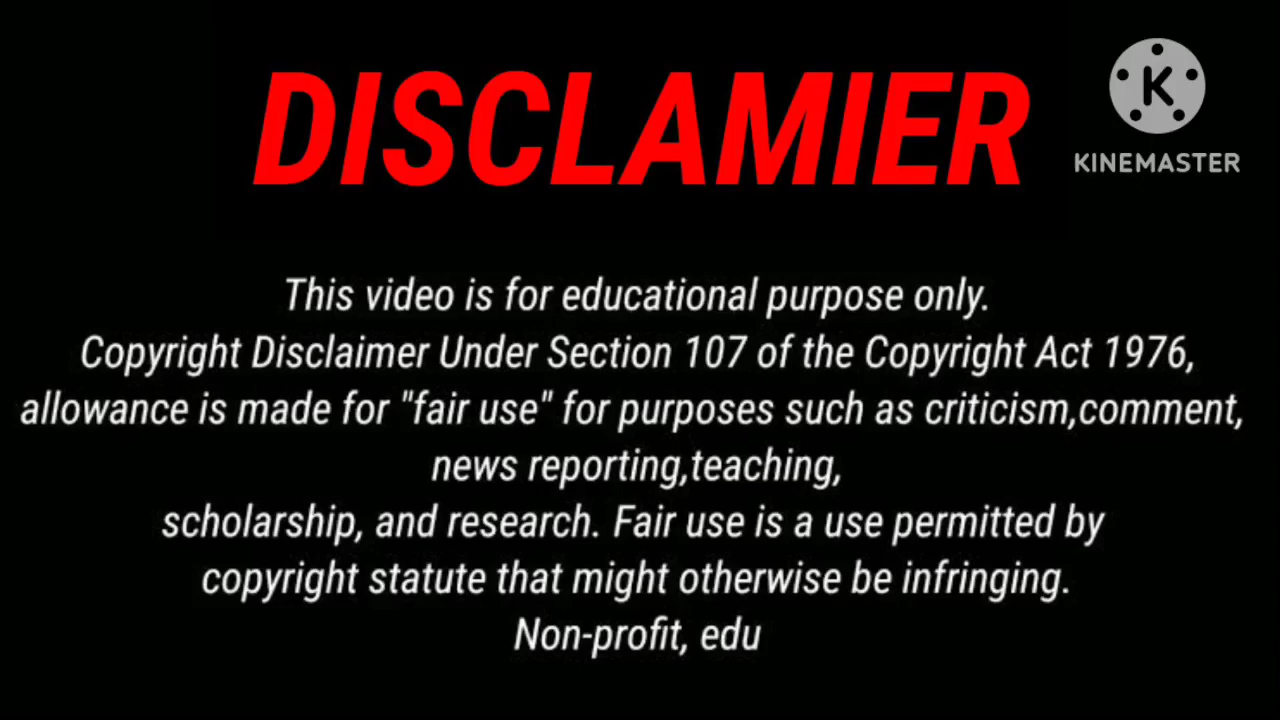 DISCLAMIER
K
KINEMASTER
This video is for educational purpose only.
Copyright Disclaimer Under Section 107 of the Copyright Act 1976,
allowance is made for "fair use" for purposes such as criticism,comment,
news reporting,teaching,
scholarship, and research. Fair use is a use permitted by
copyright statute that might otherwise be infringing.
Non-profit, edu